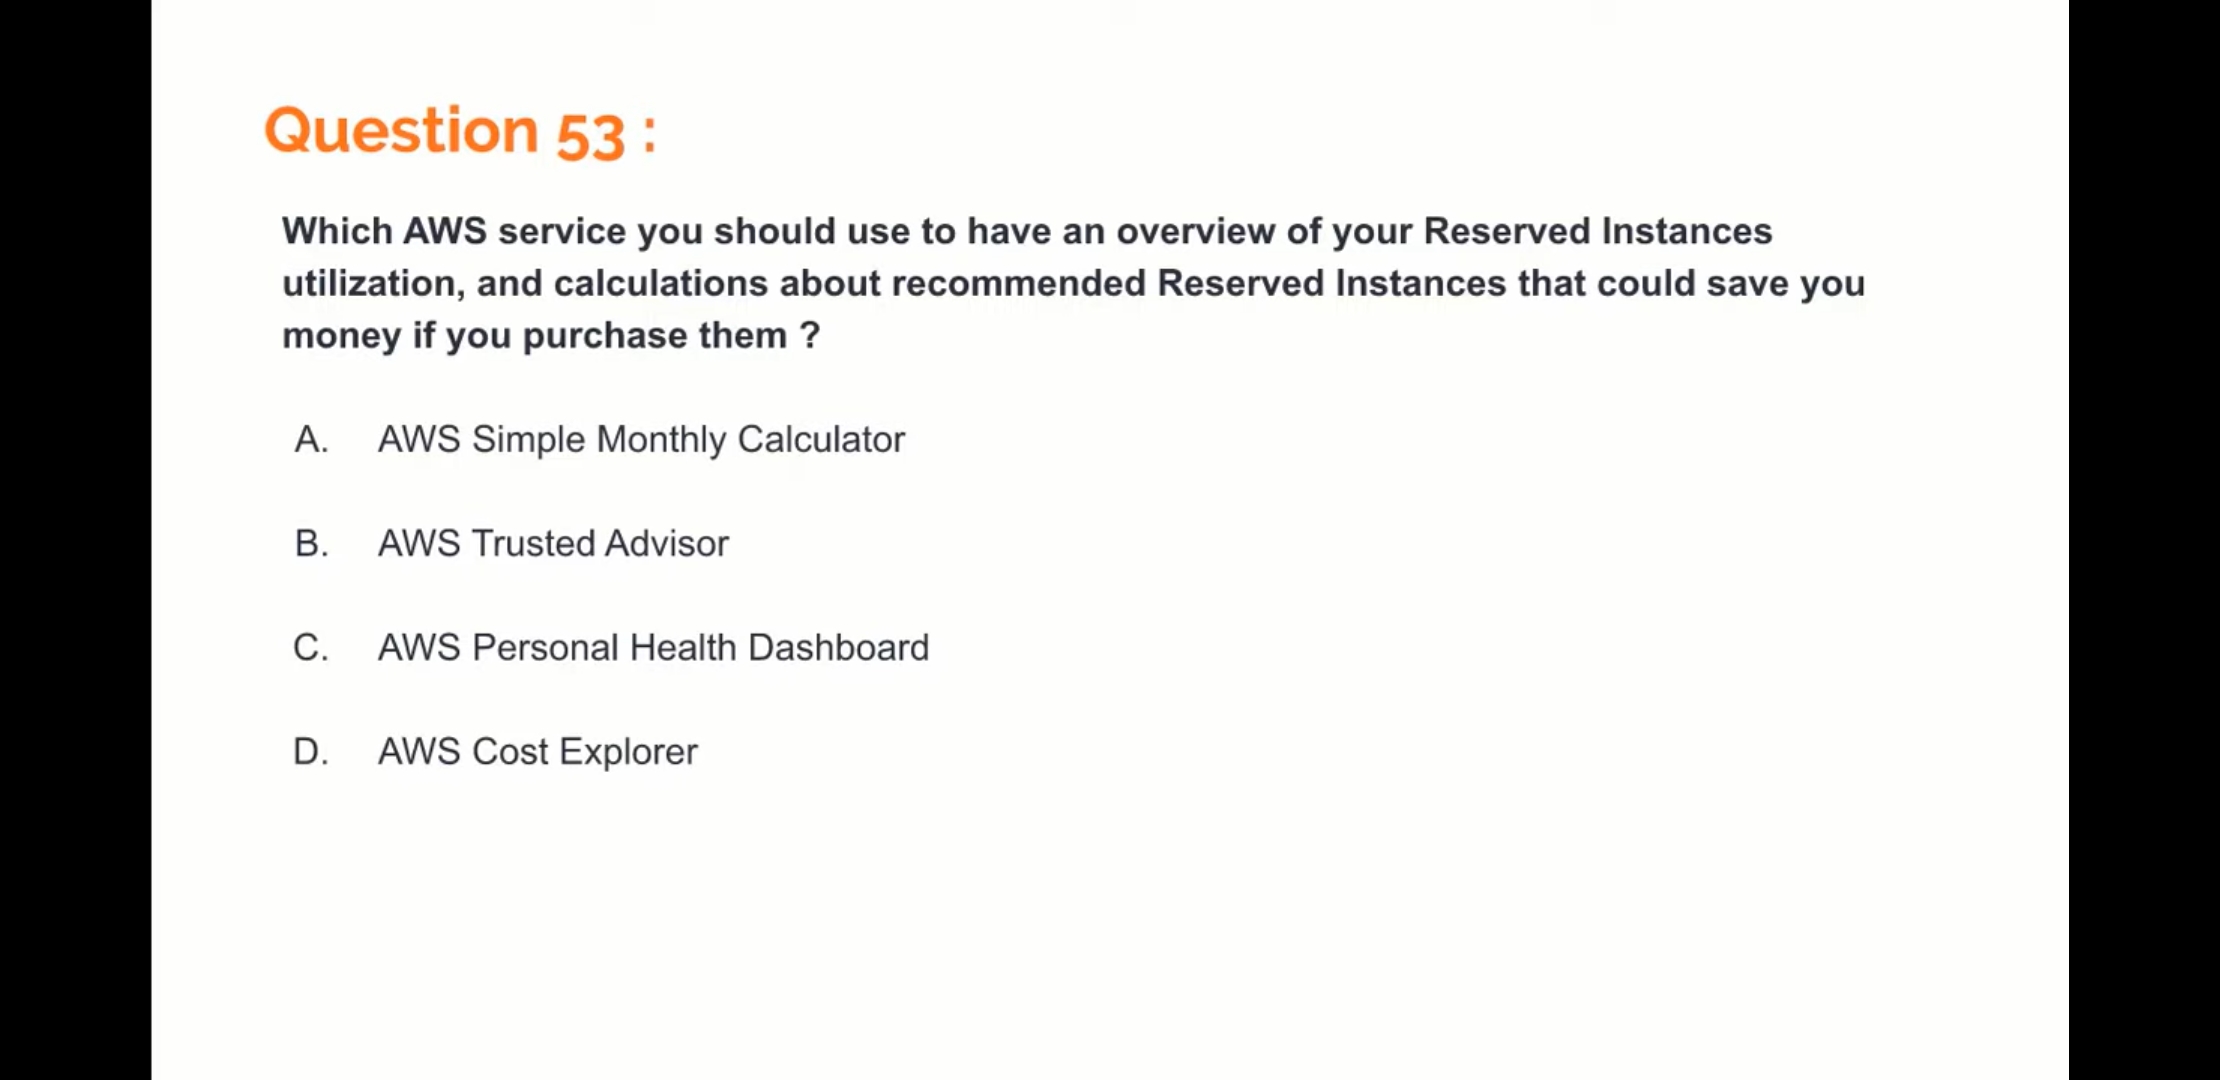 Question 53 :
Which AWS service you should use to have an overview of your Reserved Instances
utilization, and calculations about recommended Reserved Instances that could save you
money if you purchase them ?
A. AWS Simple Monthly Calculator
B. AWS Trusted Advisor
C. AWS Personal Health Dashboard
D. AWS Cost Explorer